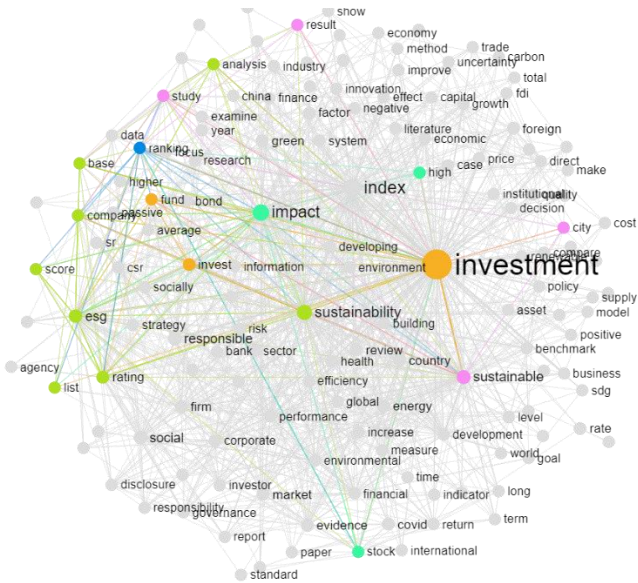 show
result
economy
method
trade
analysis
industry
improve
uncertainty
carbon
study
china
finance
innovation
effect
capital
total
fdi
examine
factor
negative
growth
year
literature
foreign
data
green
system
economic
ranking
focus
research
base
high
case
price
direct
make
higher
index
institutional
quality
fund
bond
decision
company
passive
impact
city
cost
average
sr
developing
compare
renewable
score
csr
invest
information
environment
investment
socially
policy
supply
esg
sustainability
asset
model
strategy
risk
building
positive
responsible
bank
sector
review
benchmark
agency
health
country
list
rating
efficiency
sustainable
business
sdg
firm
global
energy
performance
level
rate
social
corporate
increase
development
measure
world
goal
environmental
time
disclosure
investor
market
financial
indicator
long
responsibility
governance
evidence
covid
return
term
report
paper
stock
international
standard